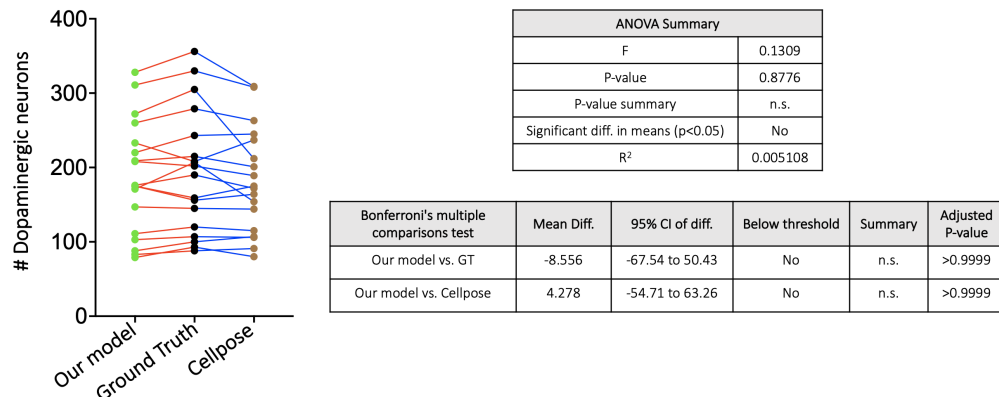 400
300
200
100
0
# Dopaminergic neurons
Our model
Ground Truth
Cellpose
ANOVA Summary
F 0.1309
P-value 0.8776
P-value summary n.s.
Significant diff. in means (p<0.05) No
R² 0.005108
Bonferroni's multiple comparisons test Mean Diff. 95% CI of diff. Below threshold Summary Adjusted P-value
Our model vs. GT -8.556 -67.54 to 50.43 No n.s. >0.9999
Our model vs. Cellpose 4.278 -54.71 to 63.26 No n.s. >0.9999